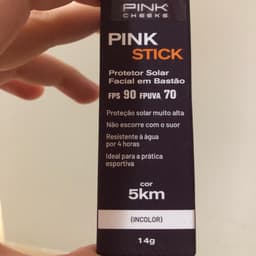 PINK
CHEEKS
PINK
STICK
Protetor Solar
Facial em Bastão
FPS 90 FPUVA 70
Proteção solar muito alta
Não escorre com o suor
Resistente à água
por 4 horas
Ideal para a prática
esportiva
cor
5km
(INCOLOR)
14g